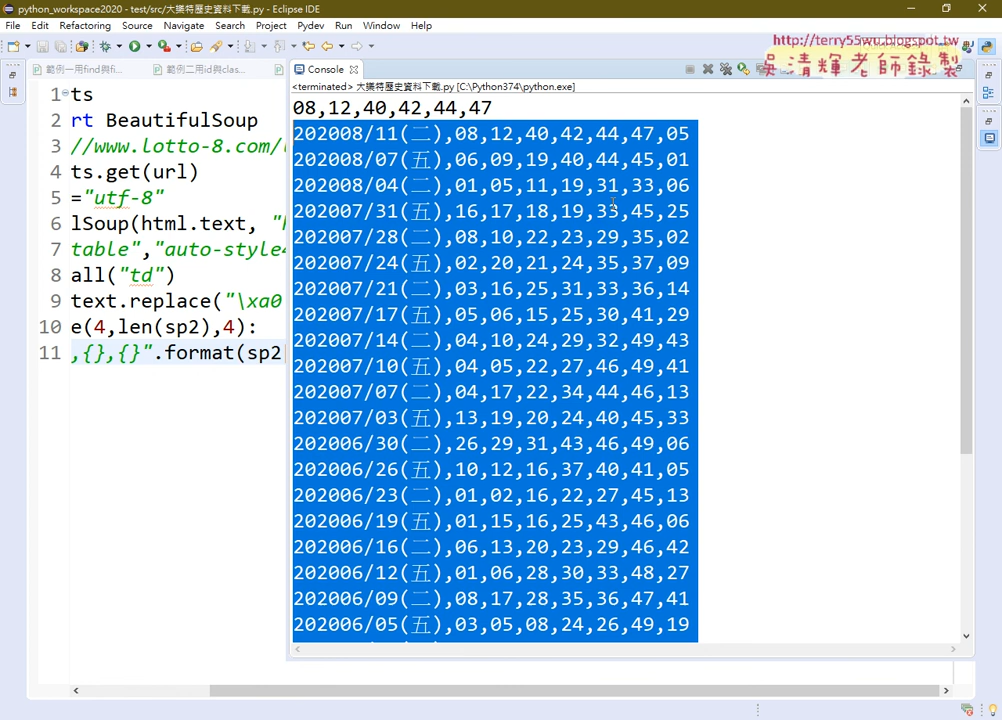 python_workspace2020 - test/src/大樂特歷史資料下載.py - Eclipse IDE
File Edit Refactoring Source Navigate Search Project Pydev Run Window Help
http://terry55wu.blogspot.tw
吳清輝老師錄製
範例一用find與fi...
範例二用id與clas...
Console
<terminated> 大樂特歷史資料下載.py [C:\Python374\python.exe]
1 ts
2 rt BeautifulSoup
3 //www.lotto-8.com/
4 ts.get(url)
5 ="utf-8"
6 lSoup(html.text, "
7 table","auto-style4
8 all("td")
9 text.replace("\xa0
10 e(4,len(sp2),4):
11 ,{},{}".format(sp2
08,12,40,42,44,47
202008/11(二),08,12,40,42,44,47,05
202008/07(五),06,09,19,40,44,45,01
202008/04(二),01,05,11,19,31,33,06
202007/31(五),16,17,18,19,33,45,25
202007/28(二),08,10,22,23,29,35,02
202007/24(五),02,20,21,24,35,37,09
202007/21(二),03,16,25,31,33,36,14
202007/17(五),05,06,15,25,30,41,29
202007/14(二),04,10,24,29,32,49,43
202007/10(五),04,05,22,27,46,49,41
202007/07(二),04,17,22,34,44,46,13
202007/03(五),13,19,20,24,40,45,33
202006/30(二),26,29,31,43,46,49,06
202006/26(五),10,12,16,37,40,41,05
202006/23(二),01,02,16,22,27,45,13
202006/19(五),01,15,16,25,43,46,06
202006/16(二),06,13,20,23,29,46,42
202006/12(五),01,06,28,30,33,48,27
202006/09(二),08,17,28,35,36,47,41
202006/05(五),03,05,08,24,26,49,19